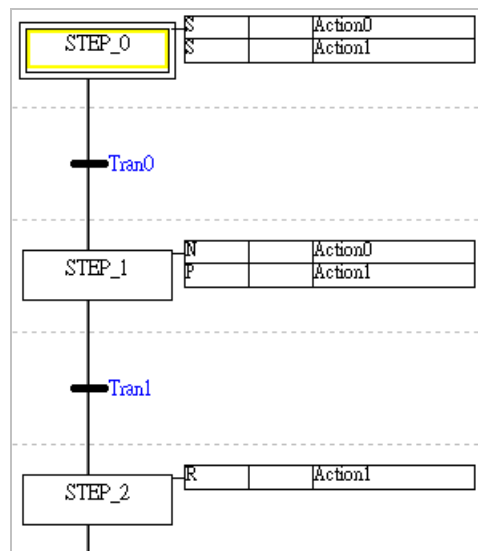 STEP_0 S Action0
S Action1
Tran0
STEP_1 N Action0
P Action1
Tran1
STEP_2 R Action1